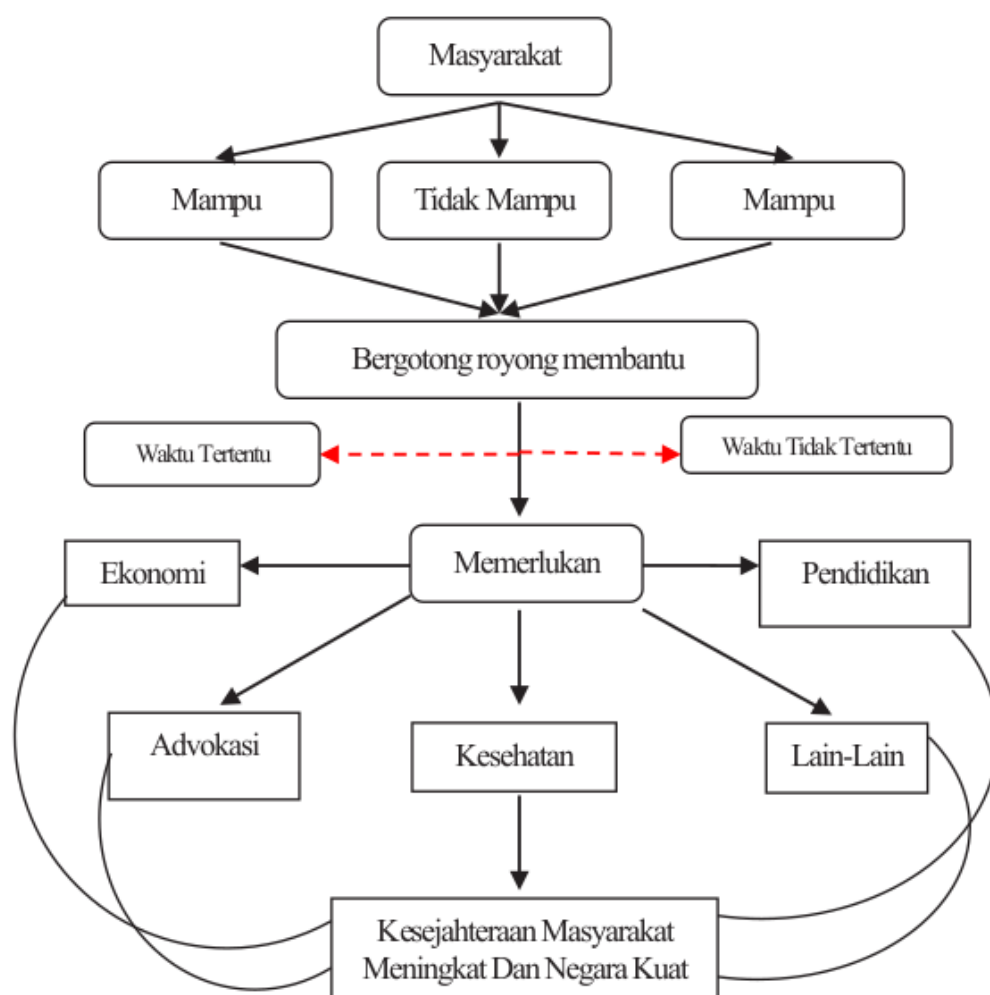 Masyarakat
Mampu
Tidak Mampu
Mampu
Bergotong royong membantu
Waktu Tertentu
Waktu Tidak Tertentu
Ekonomi
Memerlukan
Pendidikan
Advokasi
Kesehatan
Lain-Lain
Kesejahteraan Masyarakat
Meningkat Dan Negara Kuat